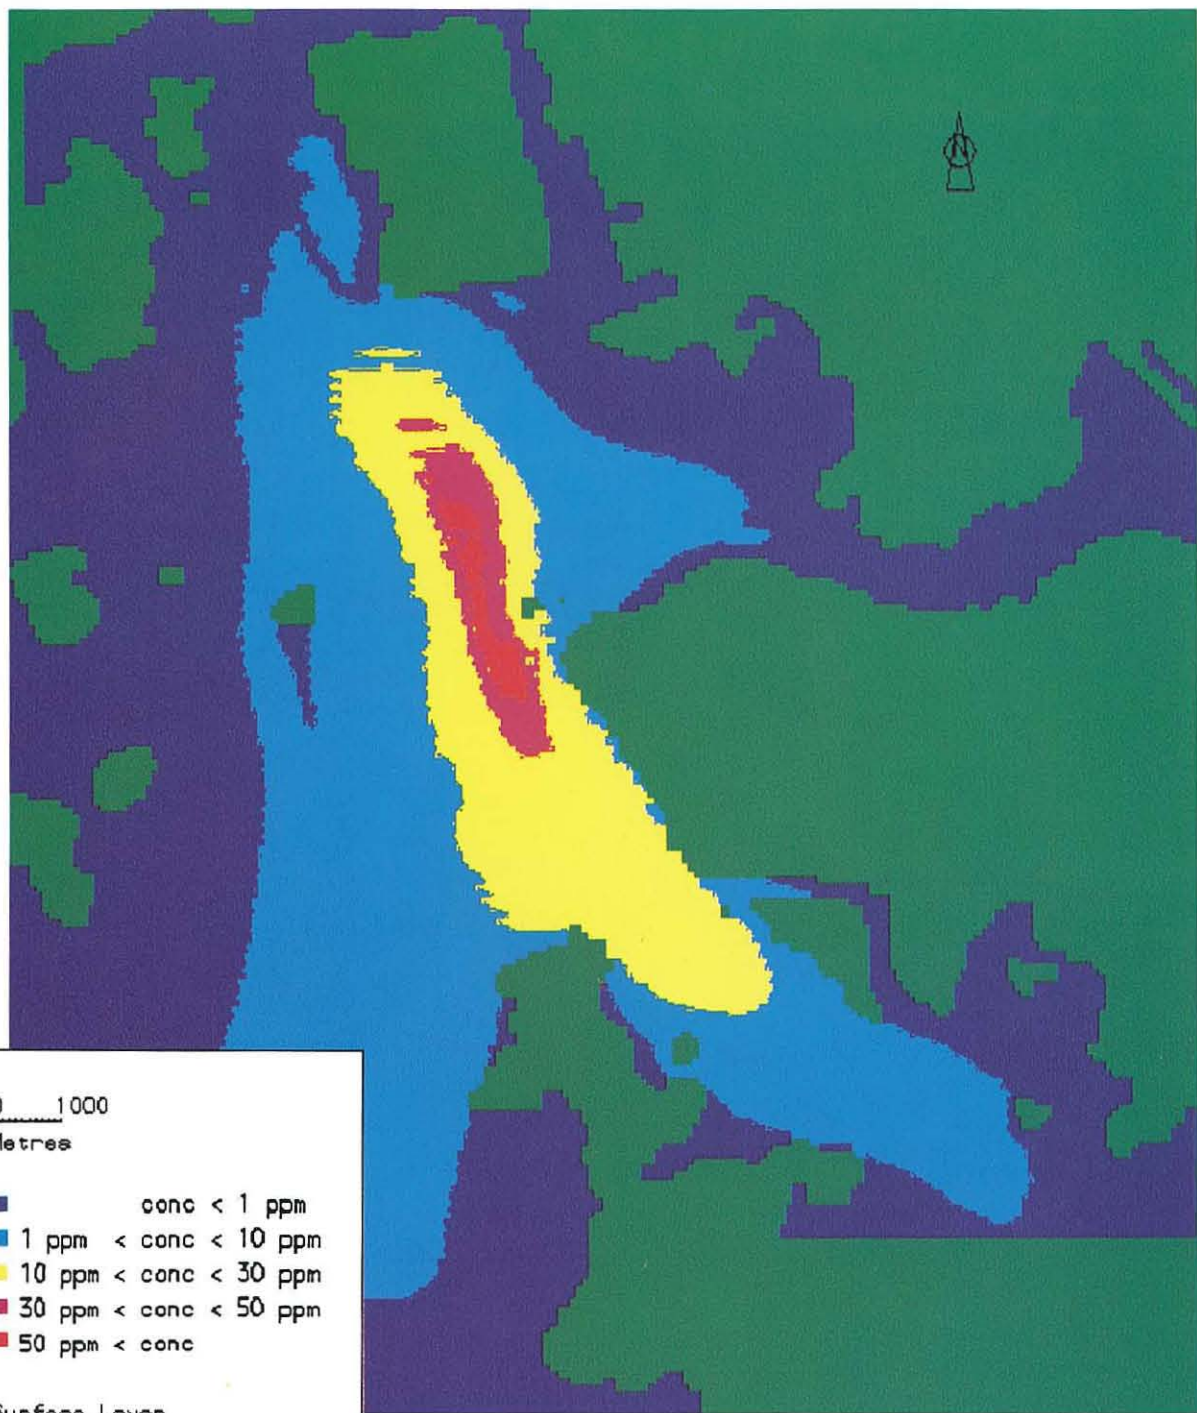 N
1000
conc < 1 ppm
1 ppm < conc < 10 ppm
10 ppm < conc < 30 ppm
30 ppm < conc < 50 ppm
50 ppm < conc